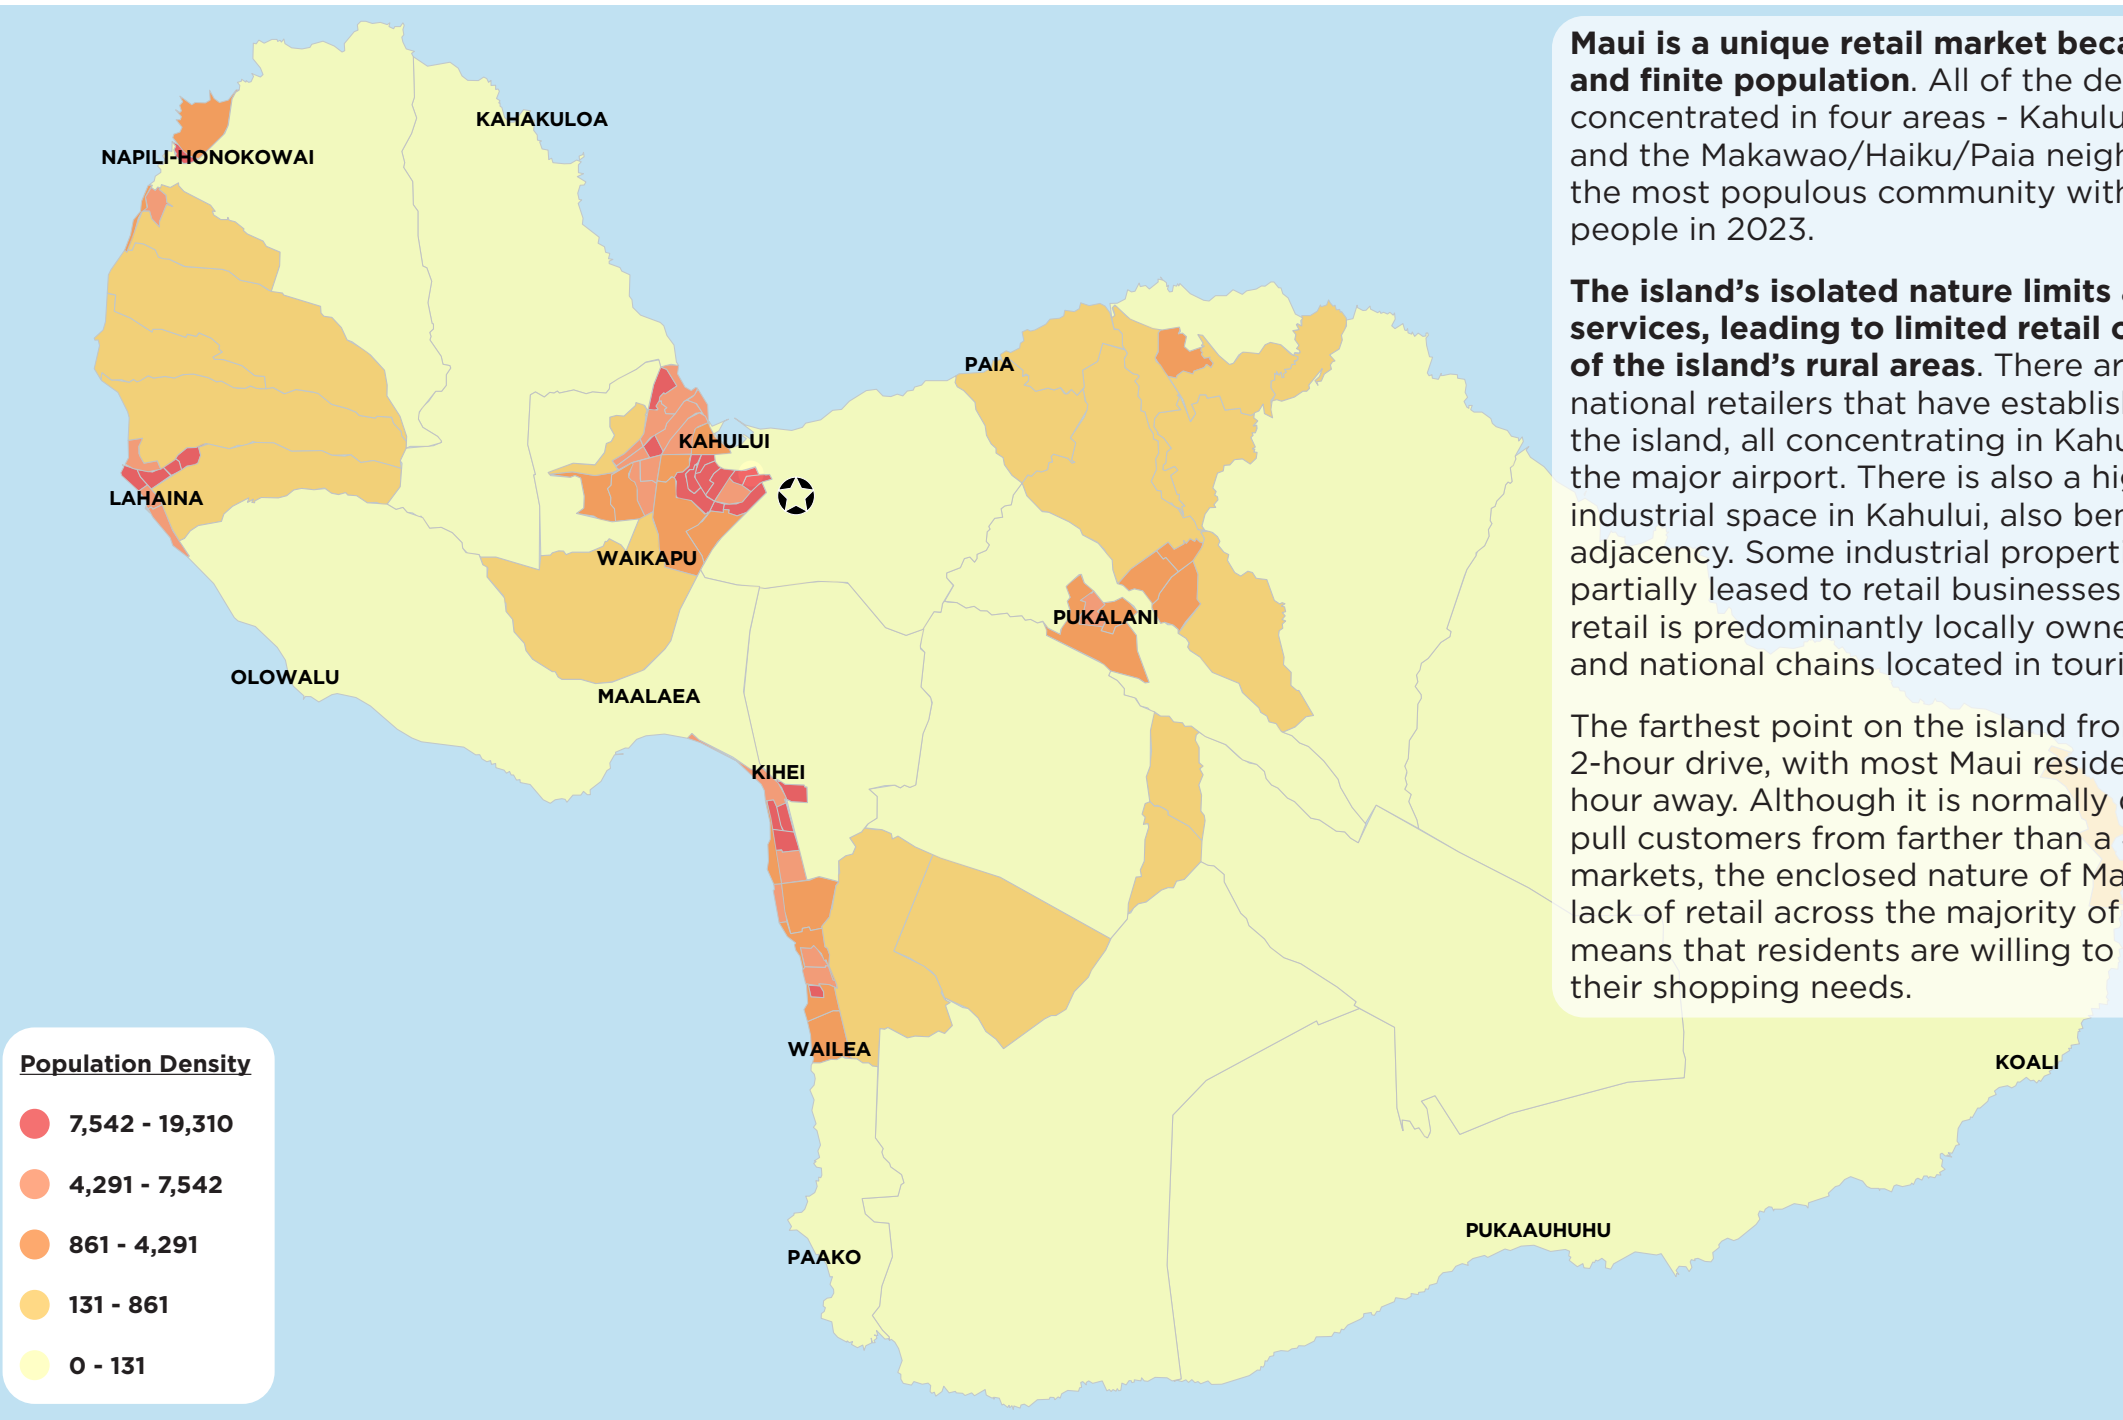 Maui is a unique retail market beca
and finite population. All of the de
concentrated in four areas - Kahulu
and the Makawao/Haiku/Paia neigh
the most populous community with
people in 2023.
The island’s isolated nature limits a
services, leading to limited retail o
of the island’s rural areas. There ar
national retailers that have establis
the island, all concentrating in Kahu
the major airport. There is also a hig
industrial space in Kahului, also ben
adjacency. Some industrial properti
partially leased to retail businesses
retail is predominantly locally owne
and national chains located in touri
The farthest point on the island fro
2-hour drive, with most Maui reside
hour away. Although it is normally
pull customers from farther than a
markets, the enclosed nature of Ma
lack of retail across the majority of
means that residents are willing to
their shopping needs.
KAHAKULOA
NAPILI-HONOKOWAI
PAIA
KAHULUI
LAHAINA
WAIKAPU
PUKALANI
OLOWALU
MAALAEA
KIHEI
WAILEA
KOALI
PUKAAUHUHU
PAAKO
Population Density
7,542 - 19,310
4,291 - 7,542
861 - 4,291
131 - 861
0 - 131